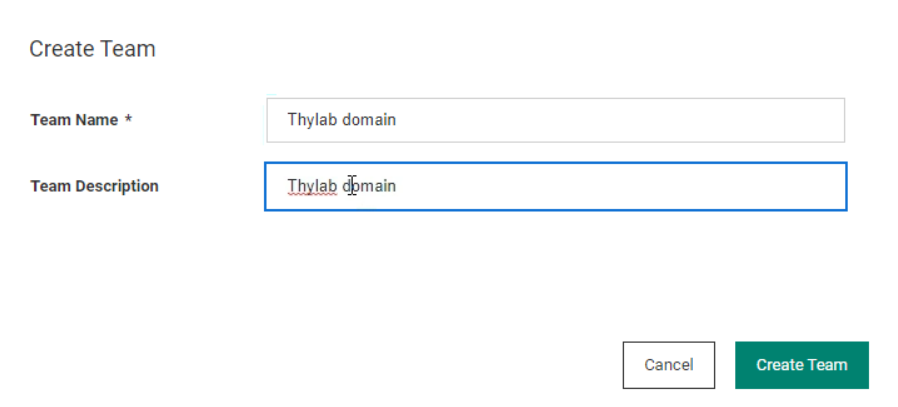 Create Team
Team Name * Thylab domain
Team Description Thylab domain
Cancel Create Team